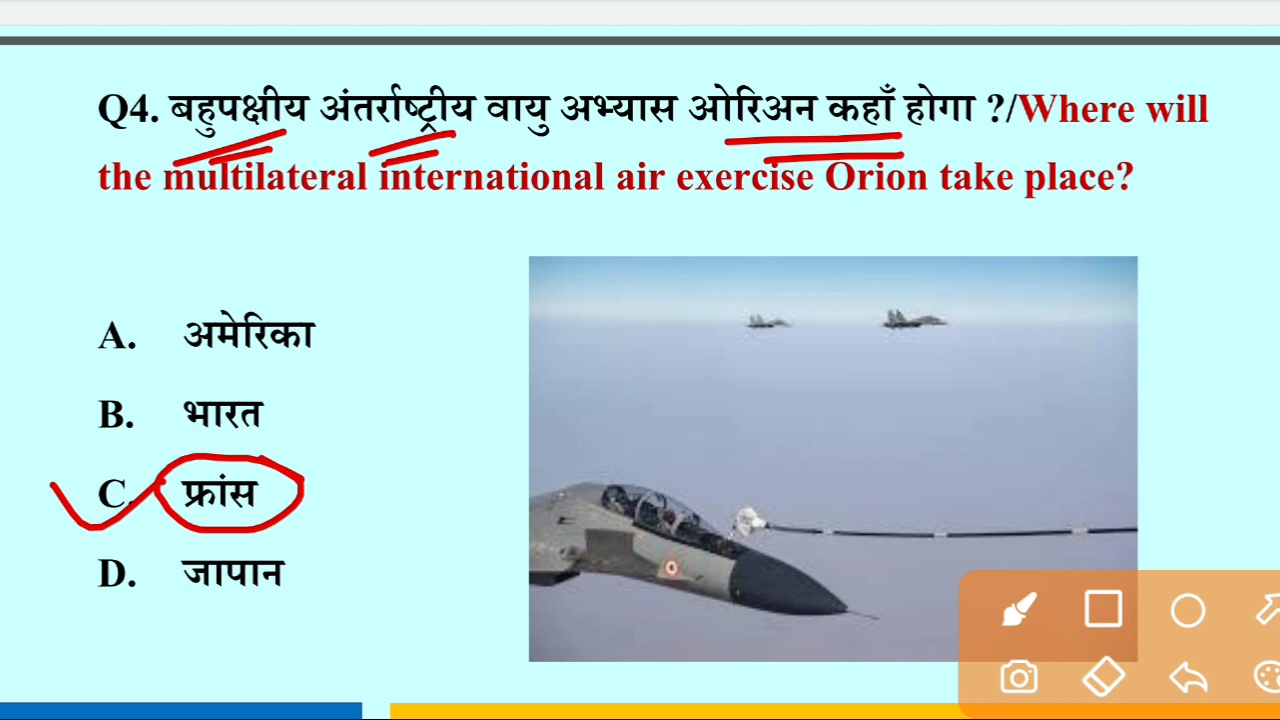 Q4. बहुपक्षीय अंतर्राष्ट्रीय वायु अभ्यास ओरिअन कहाँ होगा ?/Where will
the multilateral international air exercise Orion take place?
A. अमेरिका
B. भारत
C. फ्रांस
D. जापान